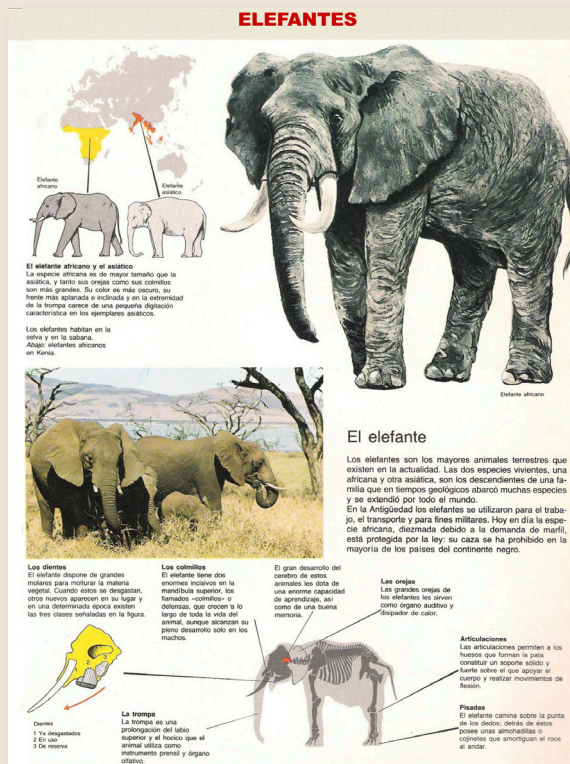 ELEFANTES
Elefante
africano
Elefante
asiático
El elefante africano y el asiático
La especie africana es de mayor tamaño que la
asiática, y tanto sus orejas como sus colmillos
son más grandes. Su color es más oscuro, su
frente más aplanada e inclinada y en la extremidad
de la trompa carece de una pequeña digitación
característica en los ejemplares asiáticos.
Los elefantes habitan en la
selva y en la sabana.
Abajo: elefantes africanos
en Kenia.
Elefante africano
El elefante
Los elefantes son los mayores animales terrestres que
existen en la actualidad. Las dos especies vivientes, una
africana y otra asiática, son los descendientes de una fa-
milia que en tiempos geológicos abarcó muchas especies
y se extendió por todo el mundo.
En la Antigüedad los elefantes se utilizaron para el traba-
jo, el transporte y para fines militares. Hoy en día la espe-
cie africana, diezmada debido a la demanda de marfil,
está protegida por la ley: su caza se ha prohibido en la
mayoría de los países del continente negro.
Los dientes
El elefante dispone de grandes
molares para molturar la materia
vegetal. Cuando éstos se desgastan,
otros nuevos aparecen en su lugar y
en una determinada época existen
las tres clases señaladas en la figura.
Los colmillos
El elefante tiene dos
enormes incisivos en la
mandíbula superior, los
llamados «colmillos» o
defensas, que crecen a lo
largo de toda la vida del
animal, aunque alcanzan su
pleno desarrollo sólo en los
machos.
El gran desarrollo del
cerebro de estos
animales les dota de
una enorme capacidad
de aprendizaje, así
como de una buena
memoria.
Las orejas
Las grandes orejas de
los elefantes les sirven
como órgano auditivo y
disipador de calor.
Articulaciones
Las articulaciones permiten a los
huesos que forman la pata
constituir un soporte sólido y
fuerte sobre el que apoyar el
cuerpo y realizar movimientos de
flexión.
Pisadas
El elefante camina sobre la punta
de los dedos; detrás de éstos
posee unas almohadillas o
cojinetes que amortiguan el roce
al andar.
La trompa
La trompa es una
prolongación del labio
superior y el hocico que el
animal utiliza como
instrumento prensil y órgano
olfativo.
Dientes
1 Ya desgastados
2 En uso
3 De reserva